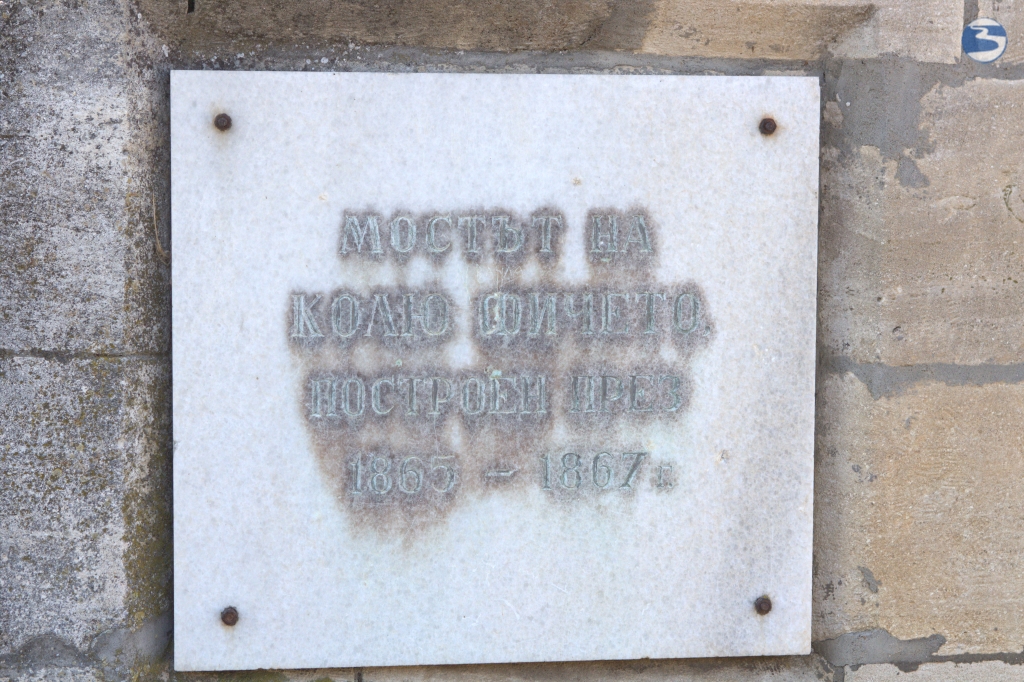 МОСТЪТ НА
КОЛЮ ФИЧЕТО
ПОСТРОЕН ПРЕЗ
1865 – 1867 г.